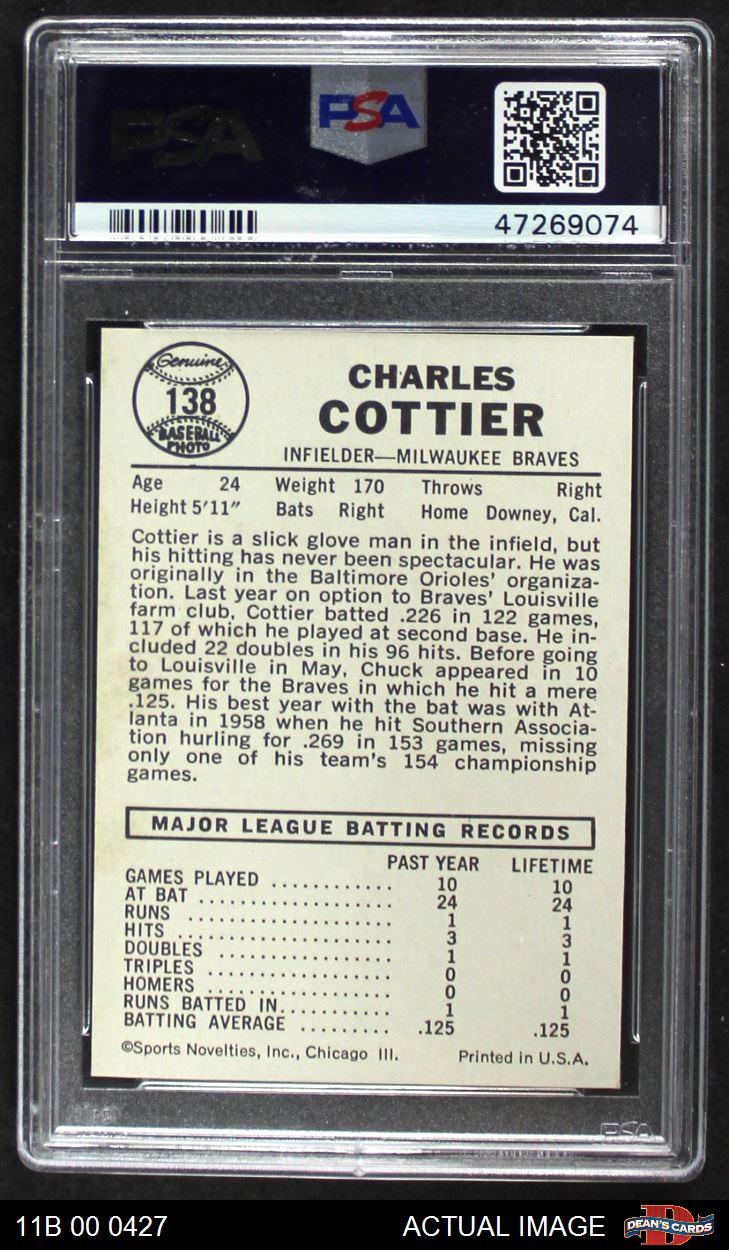 PSA
PSA
47269074
Genuine
138
BASEBALL
PHOTO
CHARLES
COTTIER
INFIELDER—MILWAUKEE BRAVES
Age 24 Weight 170 Throws Right
Height 5'11" Bats Right Home Downey, Cal.
Cottier is a slick glove man in the infield, but
his hitting has never been spectacular. He was
originally in the Baltimore Orioles' organiza-
tion. Last year on option to Braves' Louisville
farm club, Cottier batted .226 in 122 games,
117 of which he played at second base. He in-
cluded 22 doubles in his 96 hits. Before going
to Louisville in May, Chuck appeared in 10
games for the Braves in which he hit a mere
.125. His best year with the bat was with At-
lanta in 1958 when he hit Southern Associa-
tion hurling for .269 in 153 games, missing
only one of his team's 154 championship
games.
MAJOR LEAGUE BATTING RECORDS
PAST YEAR LIFETIME
GAMES PLAYED ............ 10 10
AT BAT .................... 24 24
RUNS ..................... 1 1
HITS ...................... 3 3
DOUBLES .................. 1 1
TRIPLES ................... 0 0
HOMERS ................... 0 0
RUNS BATTED IN............ 1 1
BATTING AVERAGE ......... .125 .125
©Sports Novelties, Inc., Chicago Ill. Printed in U.S.A.
PSA
11B 00 0427 ACTUAL IMAGE DEAN'S CARDS